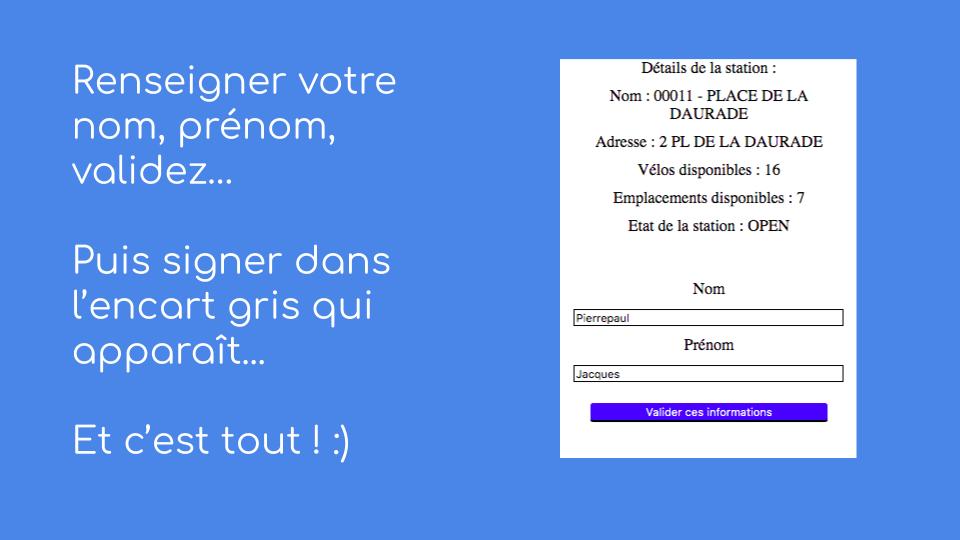 Renseigner votre
nom, prénom,
validez...
Puis signer dans
l'encart gris qui
apparaît...
Et c'est tout ! :)
Détails de la station :
Nom : 00011 - PLACE DE LA
DAURADE
Adresse : 2 PL DE LA DAURADE
Vélos disponibles : 16
Emplacements disponibles : 7
Etat de la station : OPEN
Nom
Pierrepaul
Prénom
Jacques
Valider ces informations